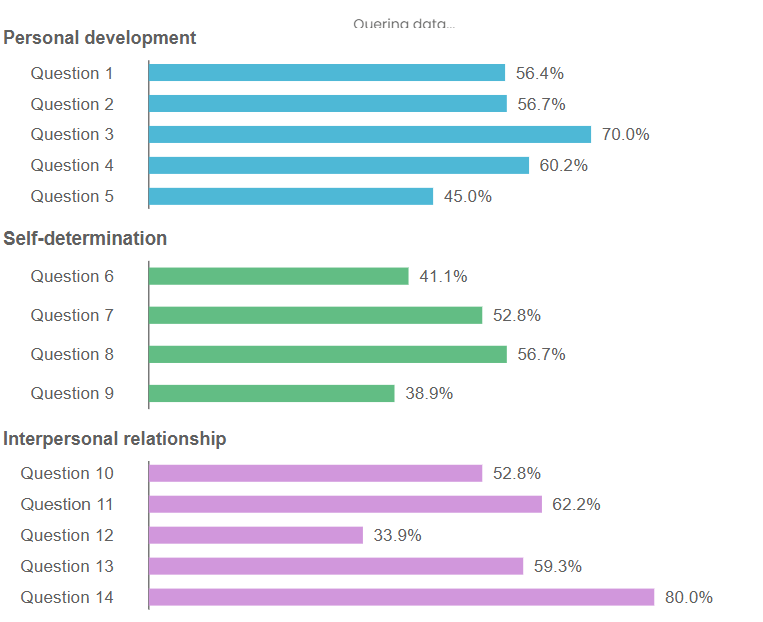 Quering data...
Personal development
Question 1 56.4%
Question 2 56.7%
Question 3 70.0%
Question 4 60.2%
Question 5 45.0%
Self-determination
Question 6 41.1%
Question 7 52.8%
Question 8 56.7%
Question 9 38.9%
Interpersonal relationship
Question 10 52.8%
Question 11 62.2%
Question 12 33.9%
Question 13 59.3%
Question 14 80.0%